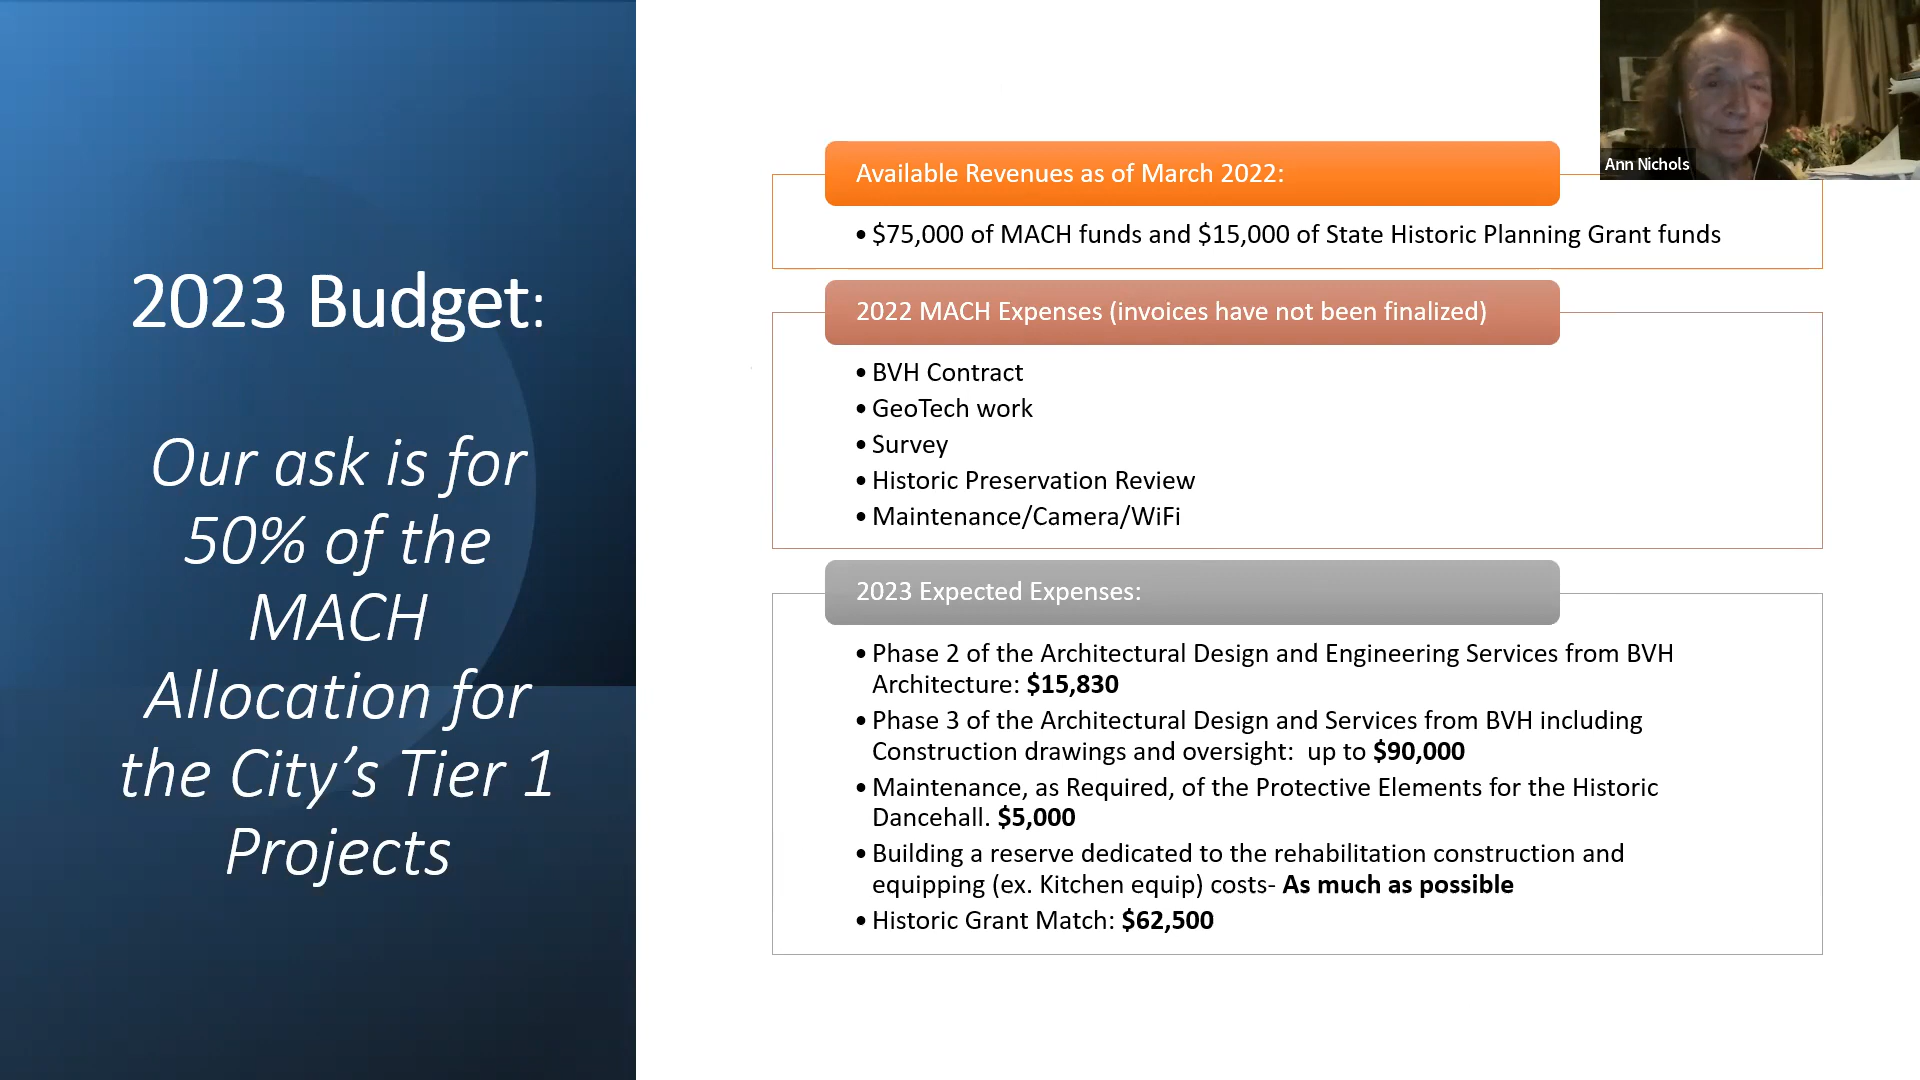 2023 Budget:
Our ask is for
50% of the
MACH
Allocation for
the City’s Tier 1
Projects
Available Revenues as of March 2022:
• $75,000 of MACH funds and $15,000 of State Historic Planning Grant funds
2022 MACH Expenses (invoices have not been finalized)
• BVH Contract
• GeoTech work
• Survey
• Historic Preservation Review
• Maintenance/Camera/WiFi
2023 Expected Expenses:
• Phase 2 of the Architectural Design and Engineering Services from BVH
Architecture: $15,830
• Phase 3 of the Architectural Design and Services from BVH including
Construction drawings and oversight:  up to $90,000
• Maintenance, as Required, of the Protective Elements for the Historic
Dancehall. $5,000
• Building a reserve dedicated to the rehabilitation construction and
equipping (ex. Kitchen equip) costs- As much as possible
• Historic Grant Match: $62,500
Ann Nichols